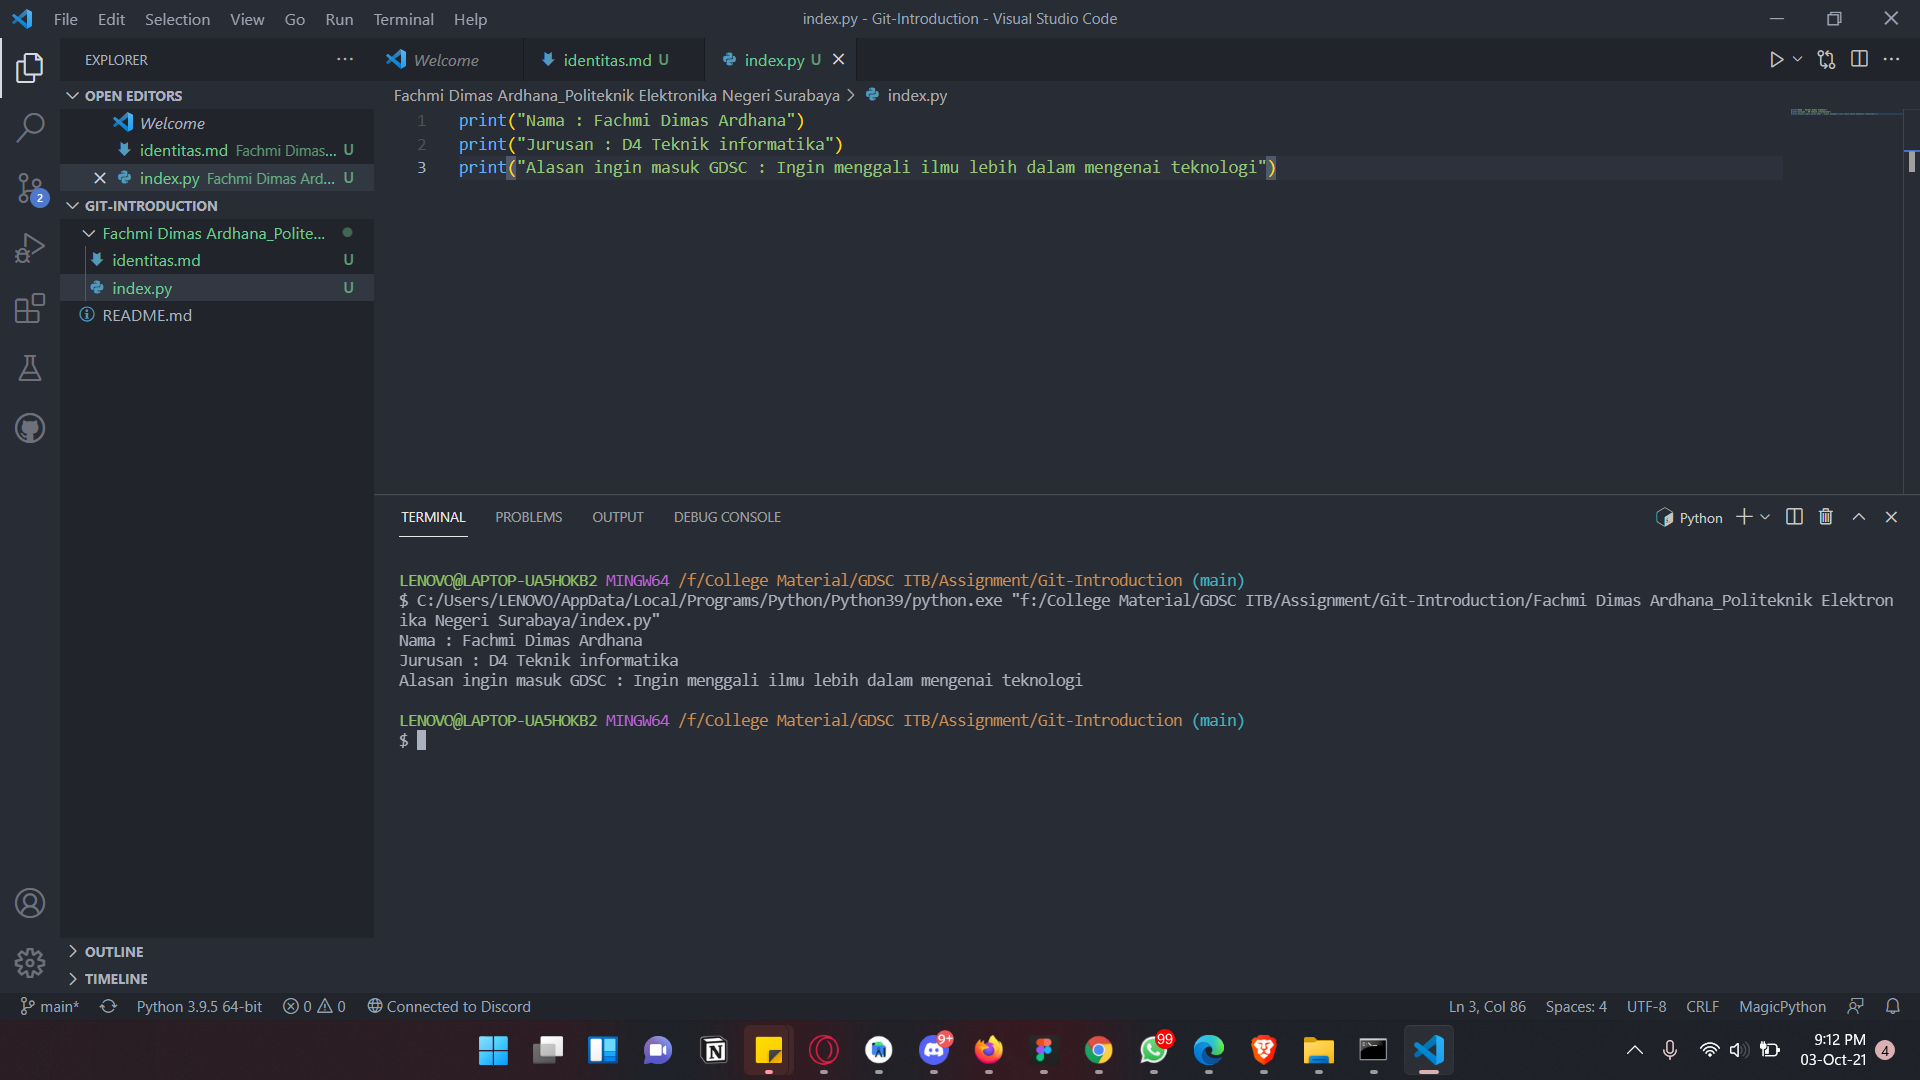 File Edit Selection View Go Run Terminal Help
index.py - Git-Introduction - Visual Studio Code
EXPLORER
Welcome
identitas.md U
index.py U
OPEN EDITORS
Welcome
identitas.md Fachmi Dimas... U
index.py Fachmi Dimas Ard... U
GIT-INTRODUCTION
Fachmi Dimas Ardhana_Polite...
identitas.md U
index.py U
README.md
2
OUTLINE
TIMELINE
Fachmi Dimas Ardhana_Politeknik Elektronika Negeri Surabaya > index.py
1 print("Nama : Fachmi Dimas Ardhana")
2 print("Jurusan : D4 Teknik informatika")
3 print("Alasan ingin masuk GDSC : Ingin menggali ilmu lebih dalam mengenai teknologi")
TERMINAL PROBLEMS OUTPUT DEBUG CONSOLE
Python
LENOVO@LAPTOP-UA5HOKB2 MINGW64 /f/College Material/GDSC ITB/Assignment/Git-Introduction (main)
$ C:/Users/LENOVO/AppData/Local/Programs/Python/Python39/python.exe "f:/College Material/GDSC ITB/Assignment/Git-Introduction/Fachmi Dimas Ardhana_Politeknik Elektron
ika Negeri Surabaya/index.py"
Nama : Fachmi Dimas Ardhana
Jurusan : D4 Teknik informatika
Alasan ingin masuk GDSC : Ingin menggali ilmu lebih dalam mengenai teknologi
LENOVO@LAPTOP-UA5HOKB2 MINGW64 /f/College Material/GDSC ITB/Assignment/Git-Introduction (main)
$
main* Python 3.9.5 64-bit 0 0 Connected to Discord
Ln 3, Col 86 Spaces: 4 UTF-8 CRLF MagicPython
9+
99
9:12 PM
03-Oct-21
4